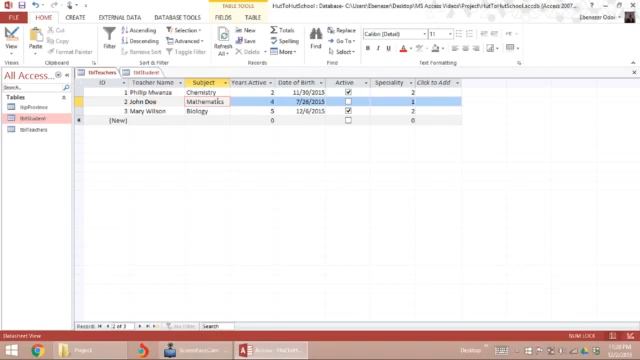 TABLE TOOLS
HutToHutSchool : Database- C:\Users\Ebenezer\Desktop\MS Access Videos\Project\HutToHutSchool.accdb (Access 2007
FILE HOME CREATE EXTERNAL DATA DATABASE TOOLS FIELDS TABLE
View Paste Cut Copy Format Painter
Filter Ascending Descending Remove Sort Selection Advanced Toggle Filter
Refresh All New Save Delete Totals Spelling More
Find Replace Go To Select
Calibri (Detail) 11
B I U
Views Clipboard Sort & Filter Records Find Text Formatting
All Access...
Search...
Tables
tblProvince
tblStudent
tblTeachers
tblTeachers tblStudent
ID Teacher Name Subject Years Active Date of Birth Active Speciality Click to Add
1 Phillip Mwanza Chemistry 2 11/30/2015 2
2 John Doe Mathematics 4 7/28/2015 1
3 Mary Wilson Biology 5 12/6/2015 2
(New) 0 0
Record: 2 of 3 No Filter Search
Datasheet View NUM LOCK
Project Access - HutToH... Desktop